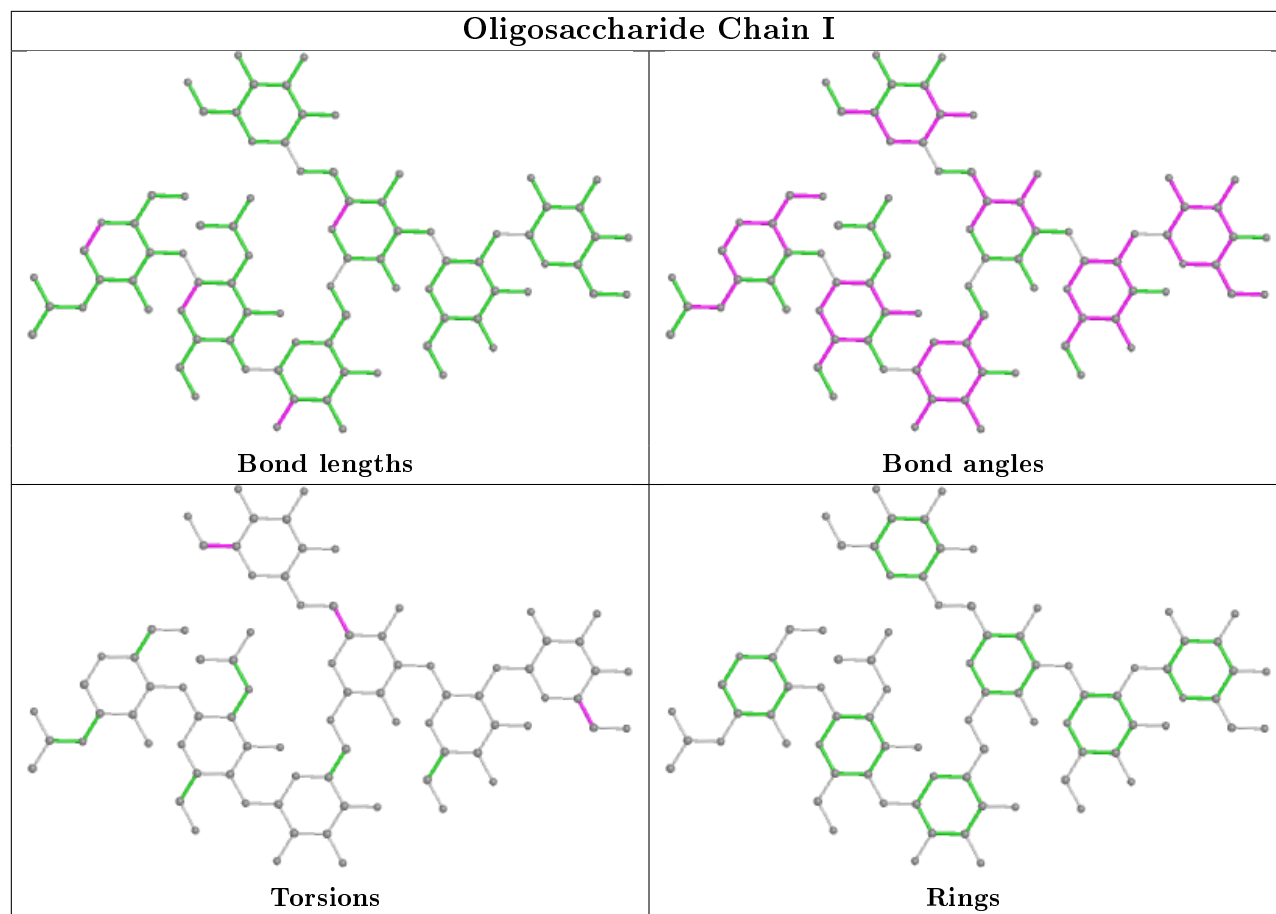 Oligosaccharide Chain I
Bond lengths
Bond angles
Torsions
Rings